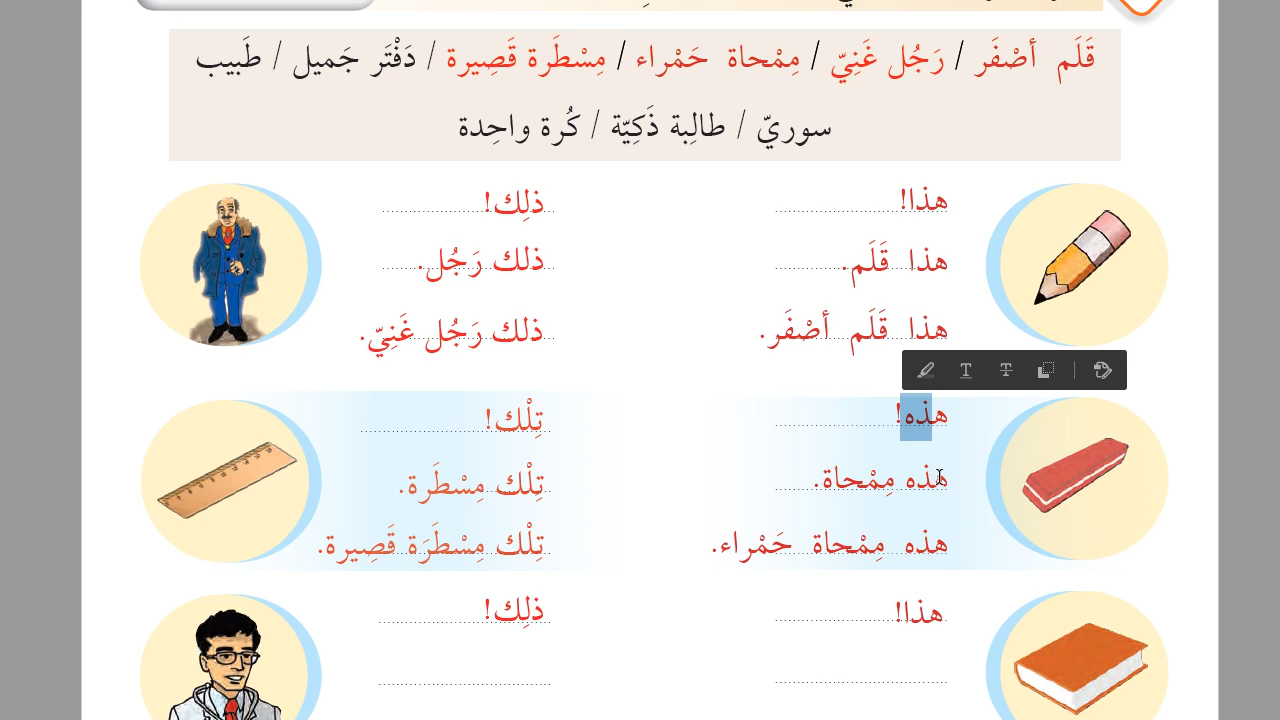 قَلَم أصْفَر / رَجُل غَنِيّ / مِمْحاة حَمْراء / مِسْطَرة قَصِيرة / دَفْتَر جَميل / طَبيب
سوريّ / طالِبة ذَكِيّة / كُرة واحِدة
هذا!
هذا قَلَم.
هذا قَلَم أصْفَر.
ذلِك!
ذلك رَجُل.
ذلك رَجُل غَنِيّ.
هذه!
هذه مِمْحاة.
هذه مِمْحاة حَمْراء.
تِلْك!
تِلْك مِسْطَرة.
تِلْك مِسْطَرَة قَصِيرة.
هذا!
ذلِك!